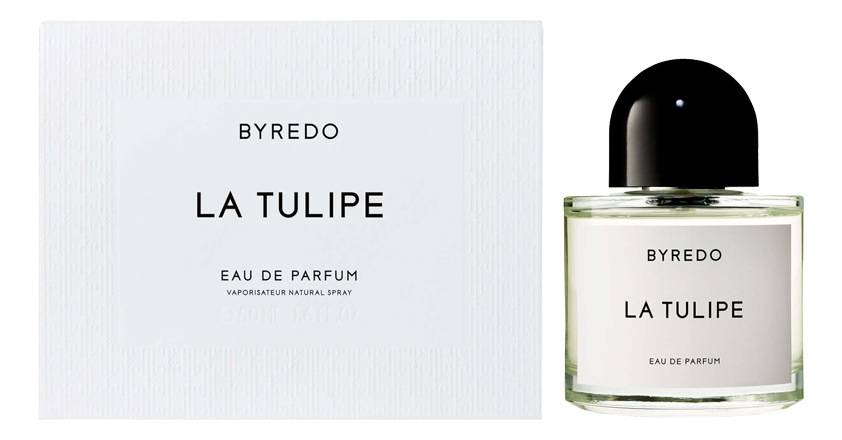 BYREDO
LA TULIPE
EAU DE PARFUM
VAPORISATEUR NATURAL SPRAY
BYREDO
LA TULIPE
EAU DE PARFUM